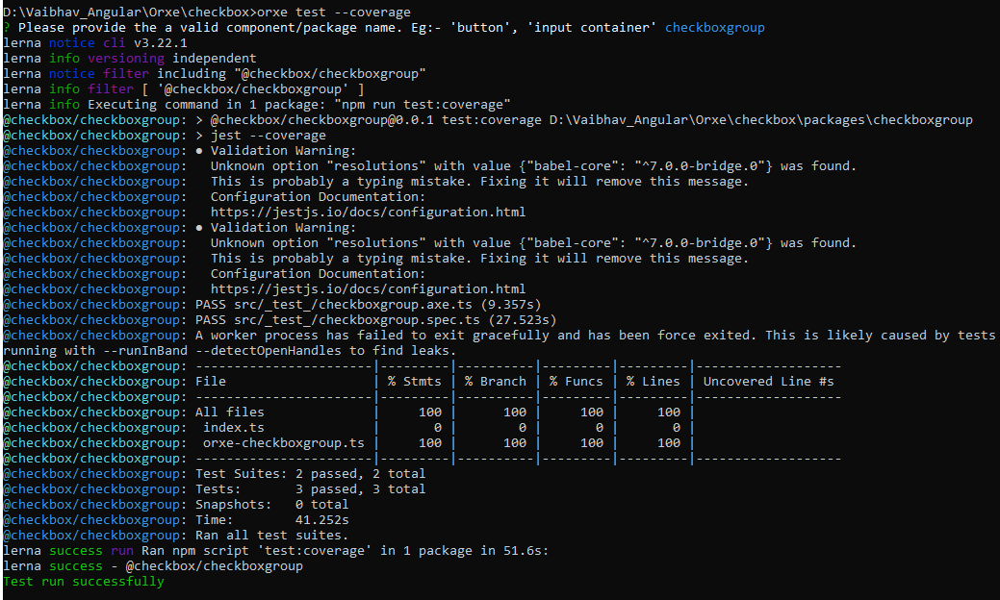 D:\Vaibhav_Angular\Orxe\checkbox>orxe test --coverage
? Please provide the a valid component/package name. Eg:- 'button', 'input container' checkboxgroup
lerna notice cli v3.22.1
lerna info versioning independent
lerna notice filter including "@checkbox/checkboxgroup"
lerna info filter [ '@checkbox/checkboxgroup' ]
lerna info Executing command in 1 package: "npm run test:coverage"
@checkbox/checkboxgroup: > @checkbox/checkboxgroup@0.0.1 test:coverage D:\Vaibhav_Angular\Orxe\checkbox\packages\checkboxgroup
@checkbox/checkboxgroup: > jest --coverage
@checkbox/checkboxgroup: ● Validation Warning:
@checkbox/checkboxgroup:   Unknown option "resolutions" with value {"babel-core": "^7.0.0-bridge.0"} was found.
@checkbox/checkboxgroup:   This is probably a typing mistake. Fixing it will remove this message.
@checkbox/checkboxgroup:   Configuration Documentation:
@checkbox/checkboxgroup:   https://jestjs.io/docs/configuration.html
@checkbox/checkboxgroup: ● Validation Warning:
@checkbox/checkboxgroup:   Unknown option "resolutions" with value {"babel-core": "^7.0.0-bridge.0"} was found.
@checkbox/checkboxgroup:   This is probably a typing mistake. Fixing it will remove this message.
@checkbox/checkboxgroup:   Configuration Documentation:
@checkbox/checkboxgroup:   https://jestjs.io/docs/configuration.html
@checkbox/checkboxgroup: PASS src/_test_/checkboxgroup.axe.ts (9.357s)
@checkbox/checkboxgroup: PASS src/_test_/checkboxgroup.spec.ts (27.523s)
@checkbox/checkboxgroup: A worker process has failed to exit gracefully and has been force exited. This is likely caused by tests
running with --runInBand --detectOpenHandles to find leaks.
@checkbox/checkboxgroup: -----------------------|---------|----------|---------|---------|-------------------
@checkbox/checkboxgroup: File                   | % Stmts | % Branch | % Funcs | % Lines | Uncovered Line #s
@checkbox/checkboxgroup: -----------------------|---------|----------|---------|---------|-------------------
@checkbox/checkboxgroup: All files              |     100 |      100 |     100 |     100 |
@checkbox/checkboxgroup:  index.ts              |       0 |        0 |       0 |       0 |
@checkbox/checkboxgroup:  orxe-checkboxgroup.ts |     100 |      100 |     100 |     100 |
@checkbox/checkboxgroup: -----------------------|---------|----------|---------|---------|-------------------
@checkbox/checkboxgroup: Test Suites: 2 passed, 2 total
@checkbox/checkboxgroup: Tests:       3 passed, 3 total
@checkbox/checkboxgroup: Snapshots:   0 total
@checkbox/checkboxgroup: Time:        41.252s
@checkbox/checkboxgroup: Ran all test suites.
lerna success run Ran npm script 'test:coverage' in 1 package in 51.6s:
lerna success - @checkbox/checkboxgroup
Test run successfully